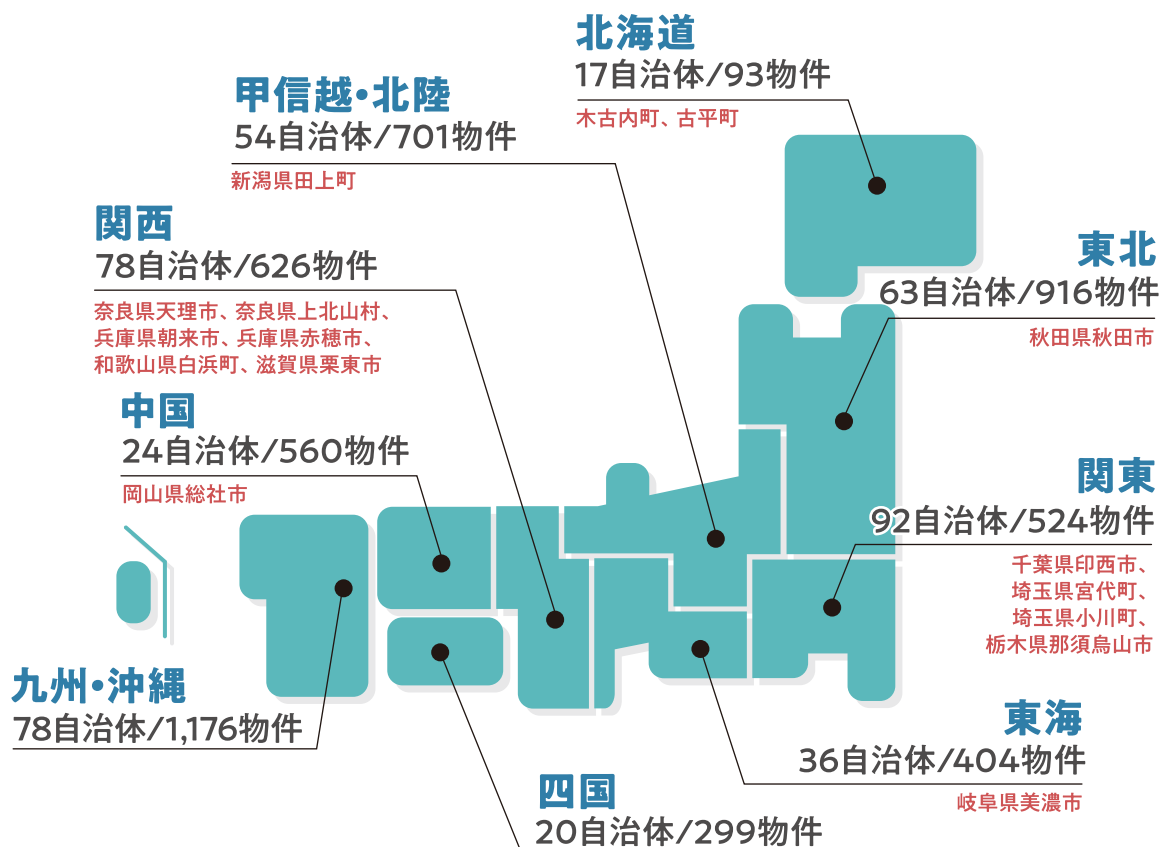 北海道
17自治体/93物件
木古内町、古平町
甲信越・北陸
54自治体/701物件
新潟県田上町
関西
78自治体/626物件
奈良県天理市、奈良県上北山村、
兵庫県朝来市、兵庫県赤穂市、
和歌山県白浜町、滋賀県栗東市
東北
63自治体/916物件
秋田県秋田市
中国
24自治体/560物件
岡山県総社市
関東
92自治体/524物件
千葉県印西市、
埼玉県宮代町、
埼玉県小川町、
栃木県那須烏山市
九州・沖縄
78自治体/1,176物件
東海
36自治体/404物件
岐阜県美濃市
四国
20自治体/299物件